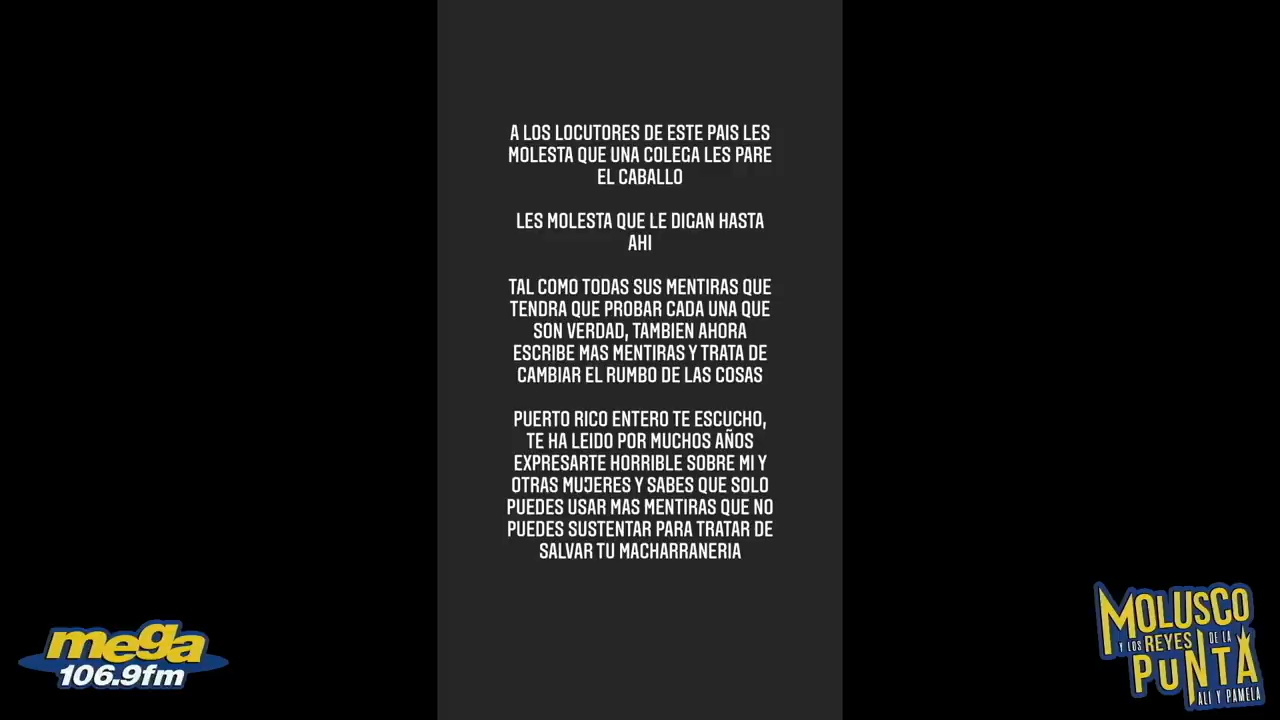 A LOS LOCUTORES DE ESTE PAIS LES
MOLESTA QUE UNA COLEGA LES PARE
EL CABALLO
LES MOLESTA QUE LE DIGAN HASTA
AHI
TAL COMO TODAS SUS MENTIRAS QUE
TENDRA QUE PROBAR CADA UNA QUE
SON VERDAD, TAMBIEN AHORA
ESCRIBE MAS MENTIRAS Y TRATA DE
CAMBIAR EL RUMBO DE LAS COSAS
PUERTO RICO ENTERO TE ESCUCHO,
TE HA LEIDO POR MUCHOS AÑOS
EXPRESARTE HORRIBLE SOBRE MI Y
OTRAS MUJERES Y SABES QUE SOLO
PUEDES USAR MAS MENTIRAS QUE NO
PUEDES SUSTENTAR PARA TRATAR DE
SALVAR TU MACHARRANERIA
mega
106.9fm
MOLUSCO
Y LOS REYES DE LA
PUNTA
ALI Y PAMELA